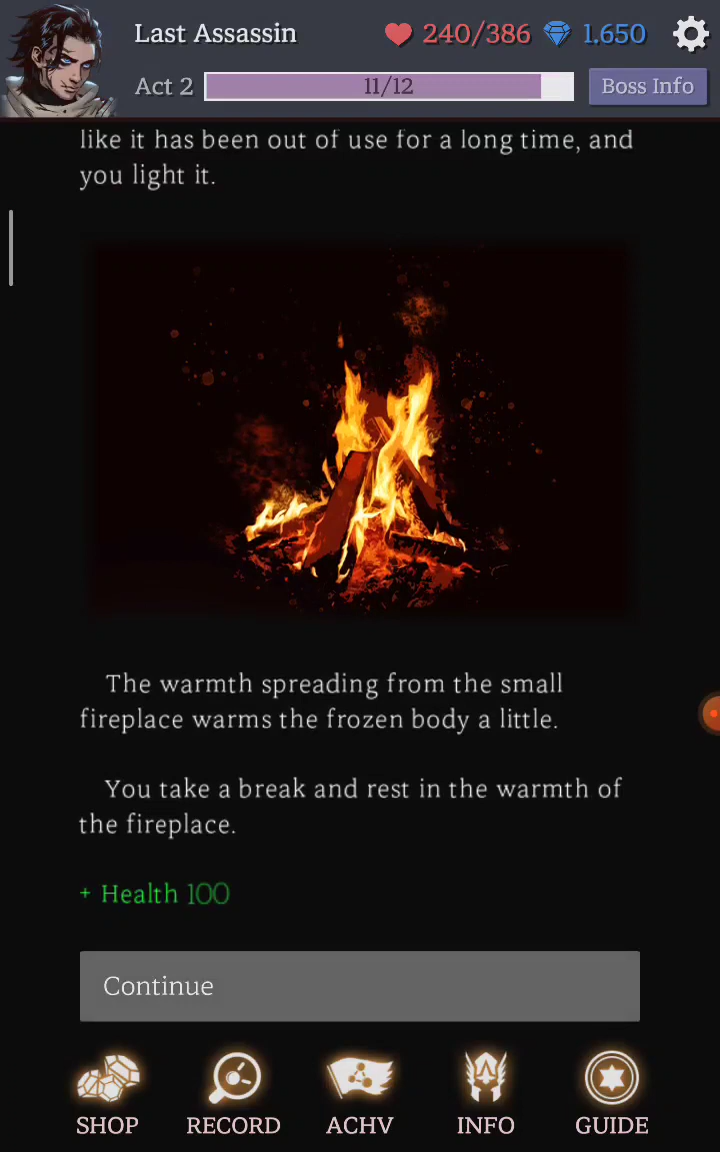 Last Assassin
240/386
1,650
Act 2
11/12
Boss Info
like it has been out of use for a long time, and
you light it.
The warmth spreading from the small
fireplace warms the frozen body a little.
You take a break and rest in the warmth of
the fireplace.
+ Health 100
Continue
SHOP
RECORD
ACHV
INFO
GUIDE